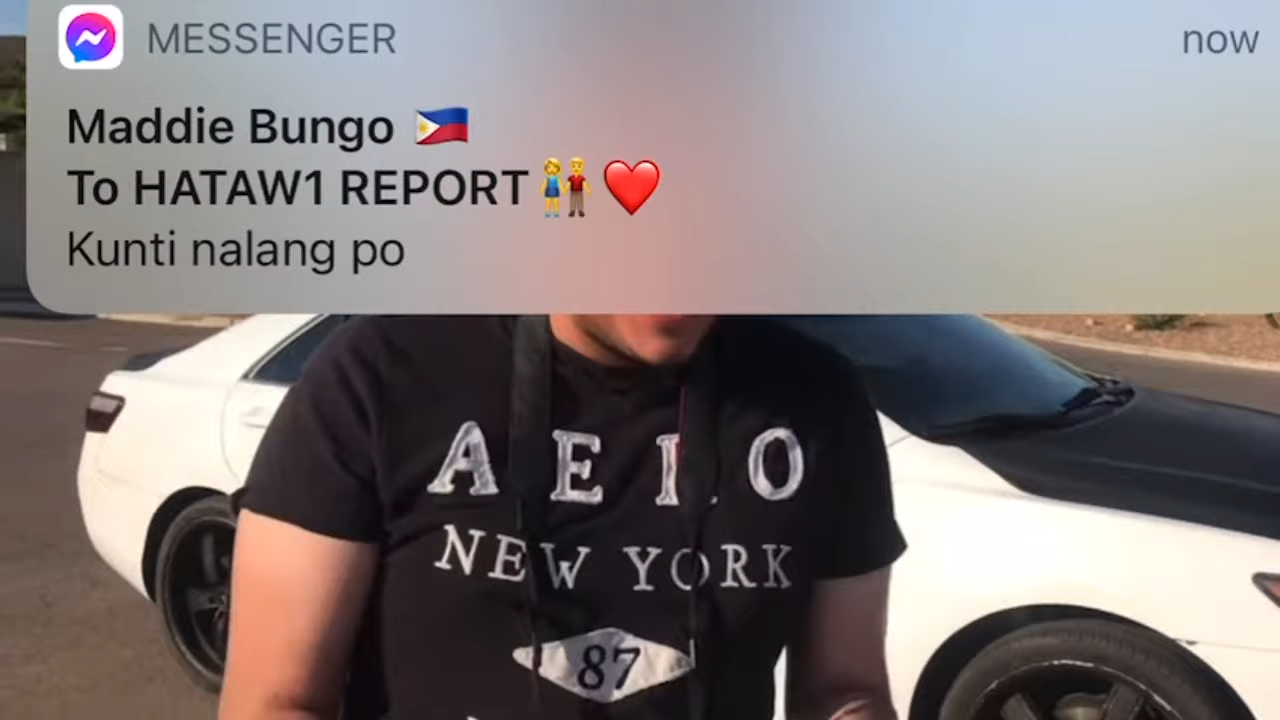 MESSENGER now
Maddie Bungo 🇵🇭
To HATAW1 REPORT👫❤️
Kunti nalang po
NEW YORK
87